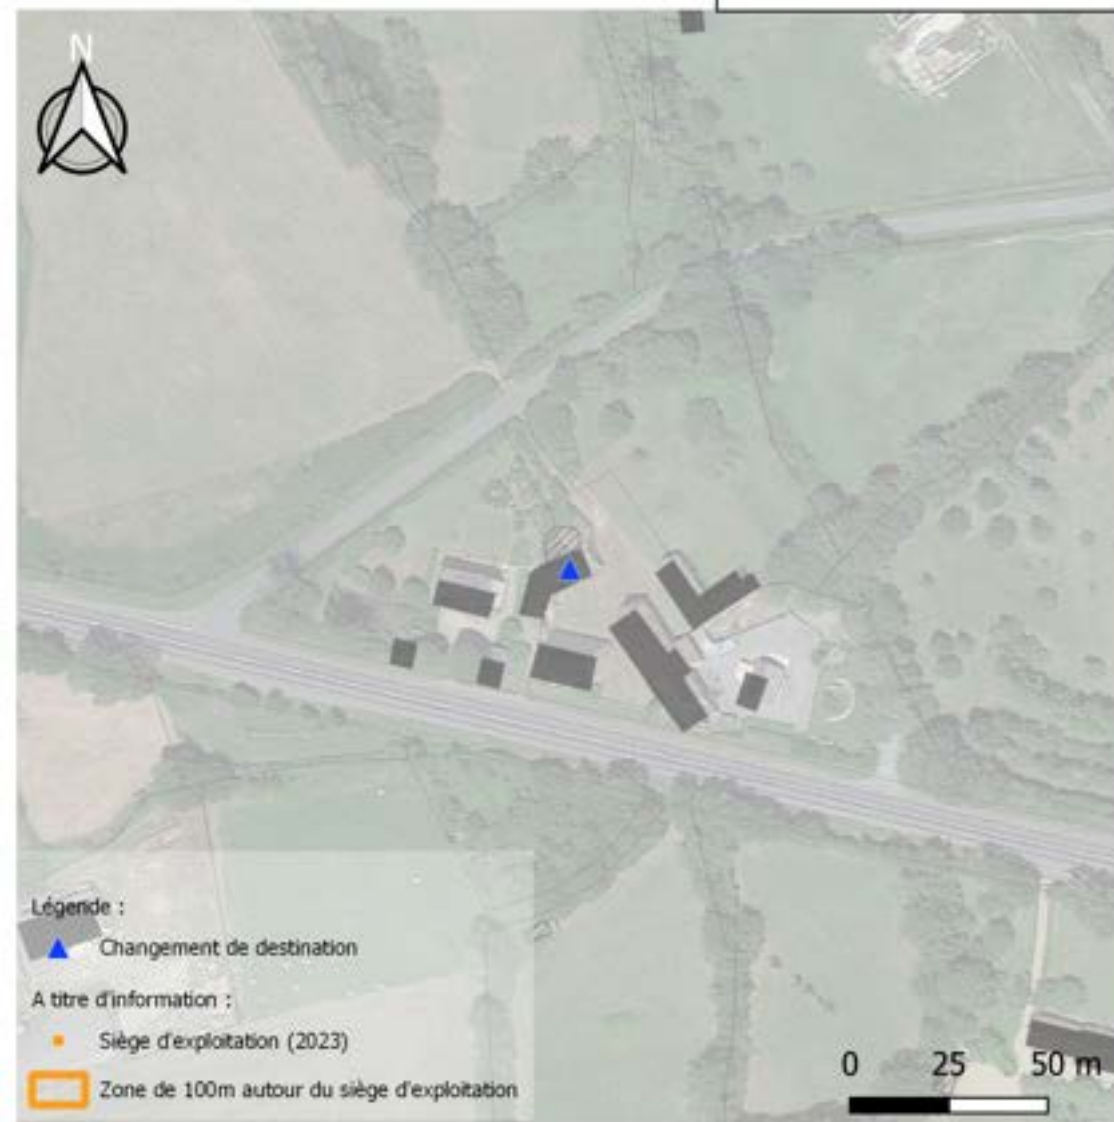 N
Légende :
Changement de destination
A titre d'information :
Siège d'exploitation (2023)
Zone de 100m autour du siège d'exploitation
0 25 50 m